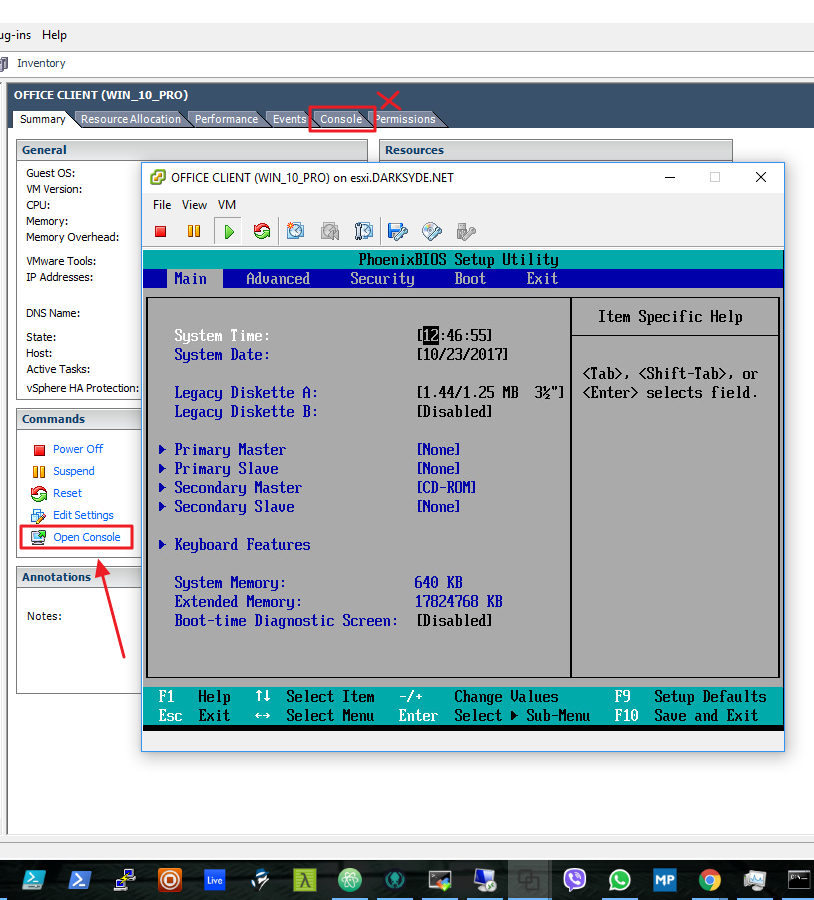 ug-ins Help
Inventory
OFFICE CLIENT (WIN_10_PRO)
Summary Resource Allocation Performance Events Console Permissions
General Resources
Guest OS:
VM Version:
CPU:
Memory:
Memory Overhead:
VMware Tools:
IP Addresses:
DNS Name:
State:
Host:
Active Tasks:
vSphere HA Protection:
Commands
Power Off
Suspend
Reset
Edit Settings
Open Console
Annotations
Notes:
OFFICE CLIENT (WIN_10_PRO) on esxi.DARKSYDE.NET
File View VM
PhoenixBIOS Setup Utility
Main Advanced Security Boot Exit
Item Specific Help
System Time: [12:46:55]
System Date: [10/23/2017]
<Tab>, <Shift-Tab>, or
<Enter> selects field.
Legacy Diskette A: [1.44/1.25 MB 3½"]
Legacy Diskette B: [Disabled]
Primary Master [None]
Primary Slave [None]
Secondary Master [CD-ROM]
Secondary Slave [None]
Keyboard Features
System Memory: 640 KB
Extended Memory: 17824768 KB
Boot-time Diagnostic Screen: [Disabled]
F1 Help ↑↓ Select Item -/+ Change Values F9 Setup Defaults
Esc Exit ↔ Select Menu Enter Select ▶ Sub-Menu F10 Save and Exit
Live
MP